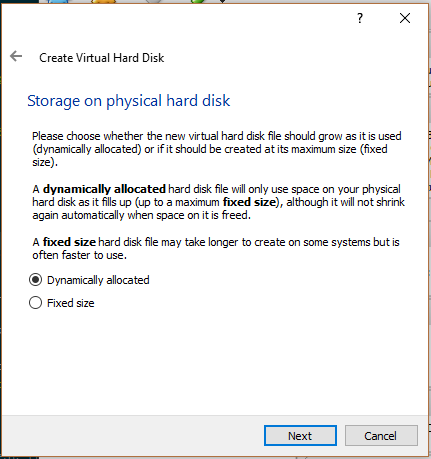 ?
Create Virtual Hard Disk
Storage on physical hard disk
Please choose whether the new virtual hard disk file should grow as it is used
(dynamically allocated) or if it should be created at its maximum size (fixed
size).
A dynamically allocated hard disk file will only use space on your physical
hard disk as it fills up (up to a maximum fixed size), although it will not shrink
again automatically when space on it is freed.
A fixed size hard disk file may take longer to create on some systems but is
often faster to use.
Dynamically allocated
Fixed size
Next
Cancel